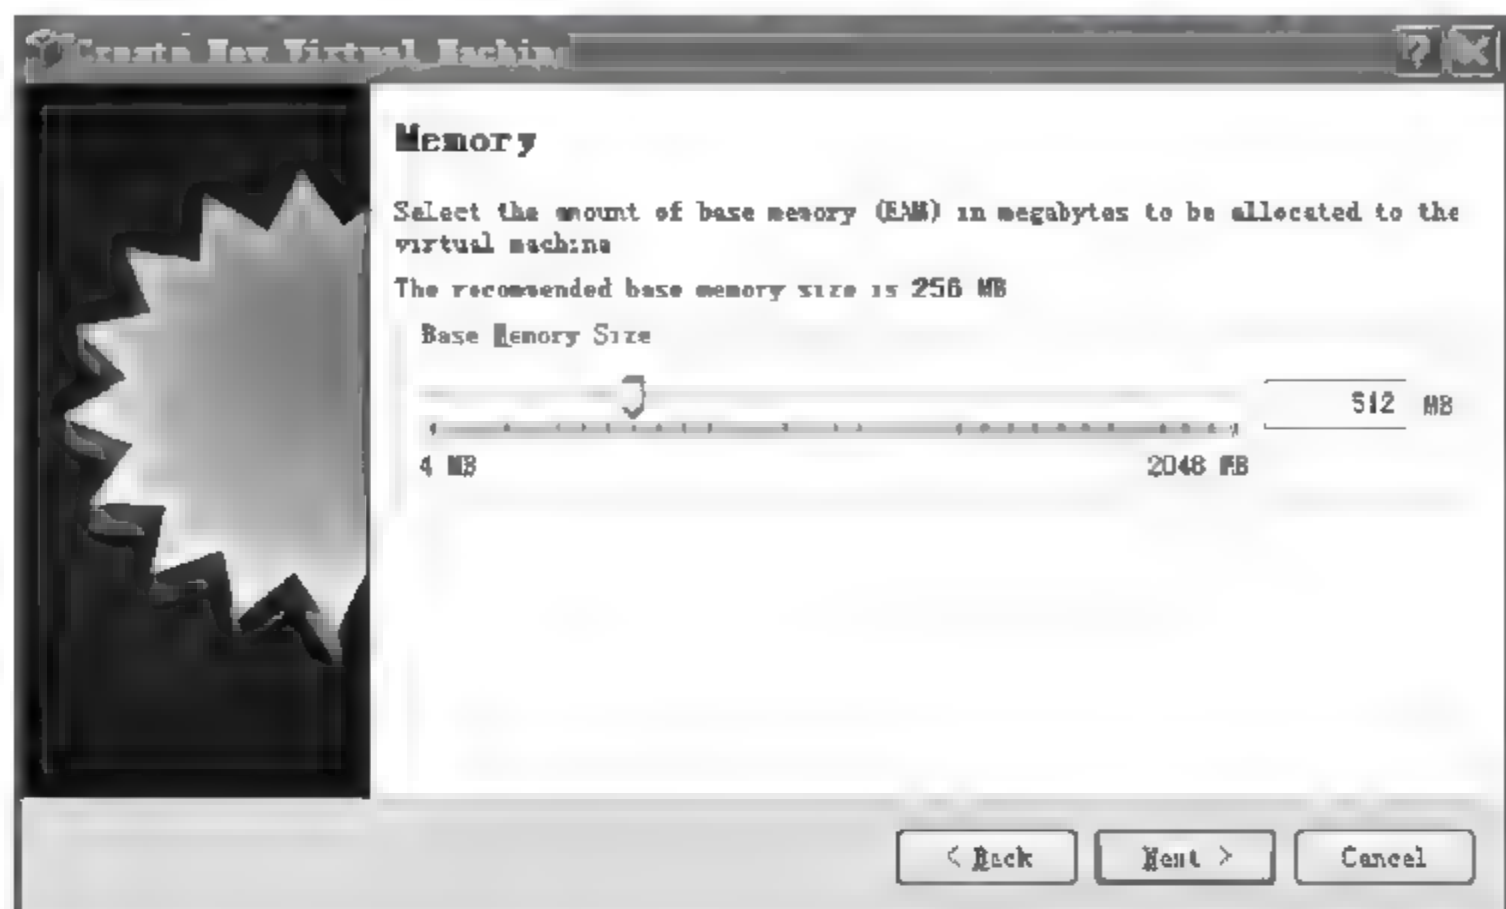 Create New Virtual Machine
Memory
Select the amount of base memory (RAM) in megabytes to be allocated to the
virtual machine
The recommended base memory size is 256 MB
Base Memory Size
512 MB
4 MB
2048 MB
< Back
Next >
Cancel